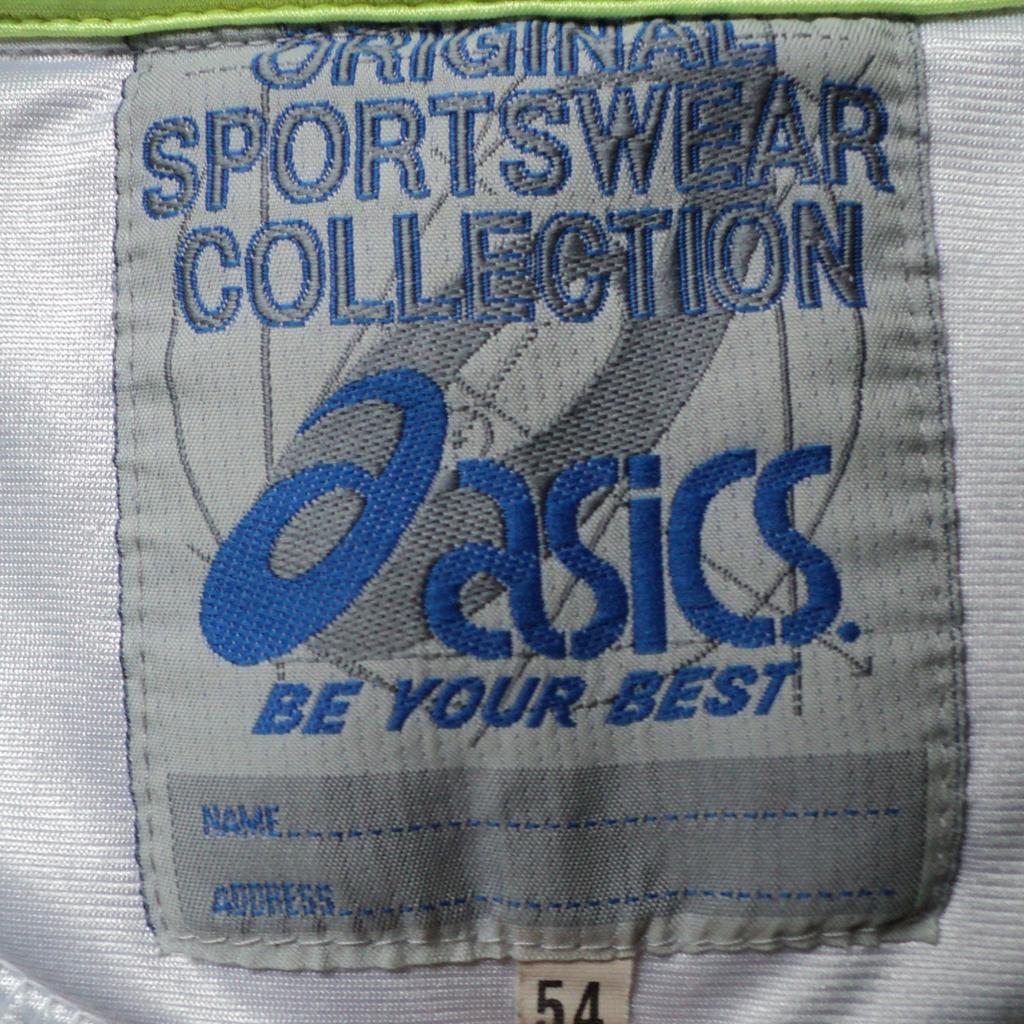 ORIGINAL
SPORTSWEAR
COLLECTION
asics.
BE YOUR BEST
NAME
ADDRESS
54